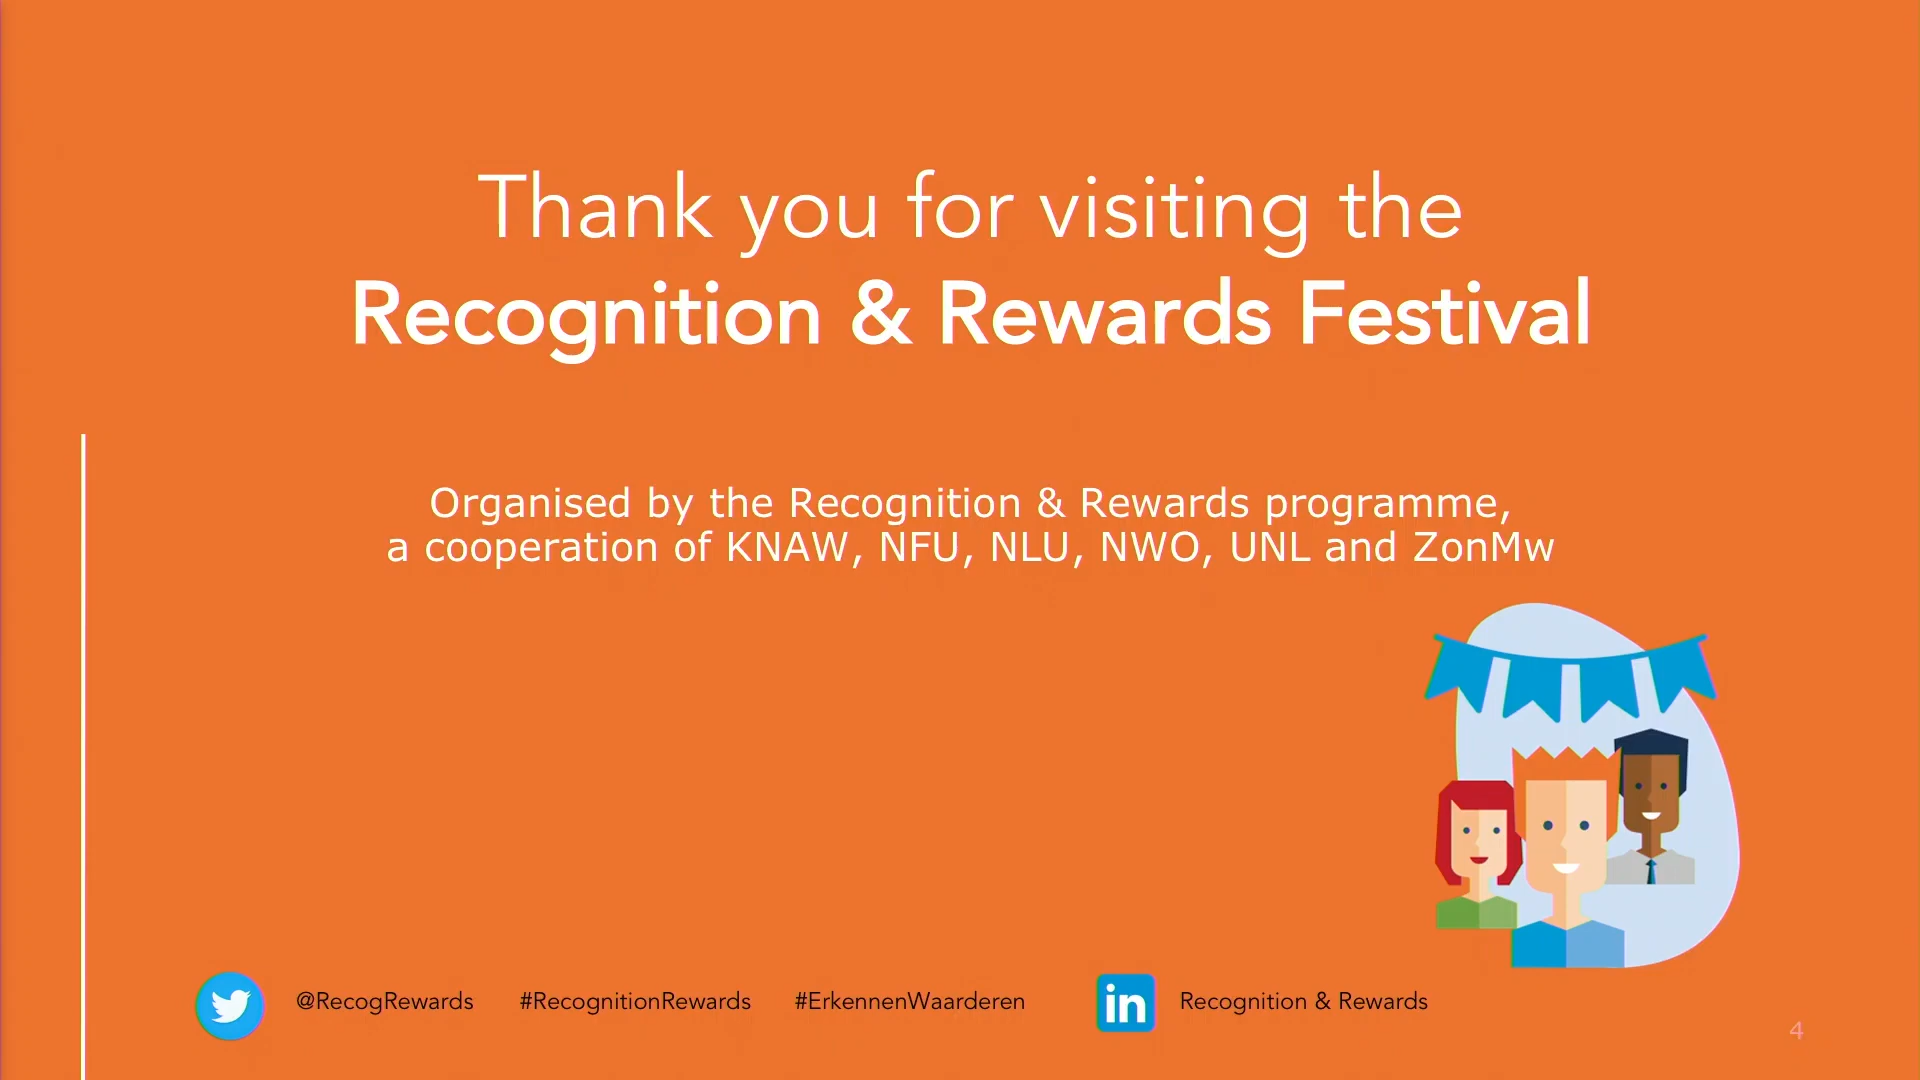 Thank you for visiting the
Recognition & Rewards Festival
Organised by the Recognition & Rewards programme,
a cooperation of KNAW, NFU, NLU, NWO, UNL and ZonMw
@RecogRewards #RecognitionRewards #ErkennenWaarderen in Recognition & Rewards
4